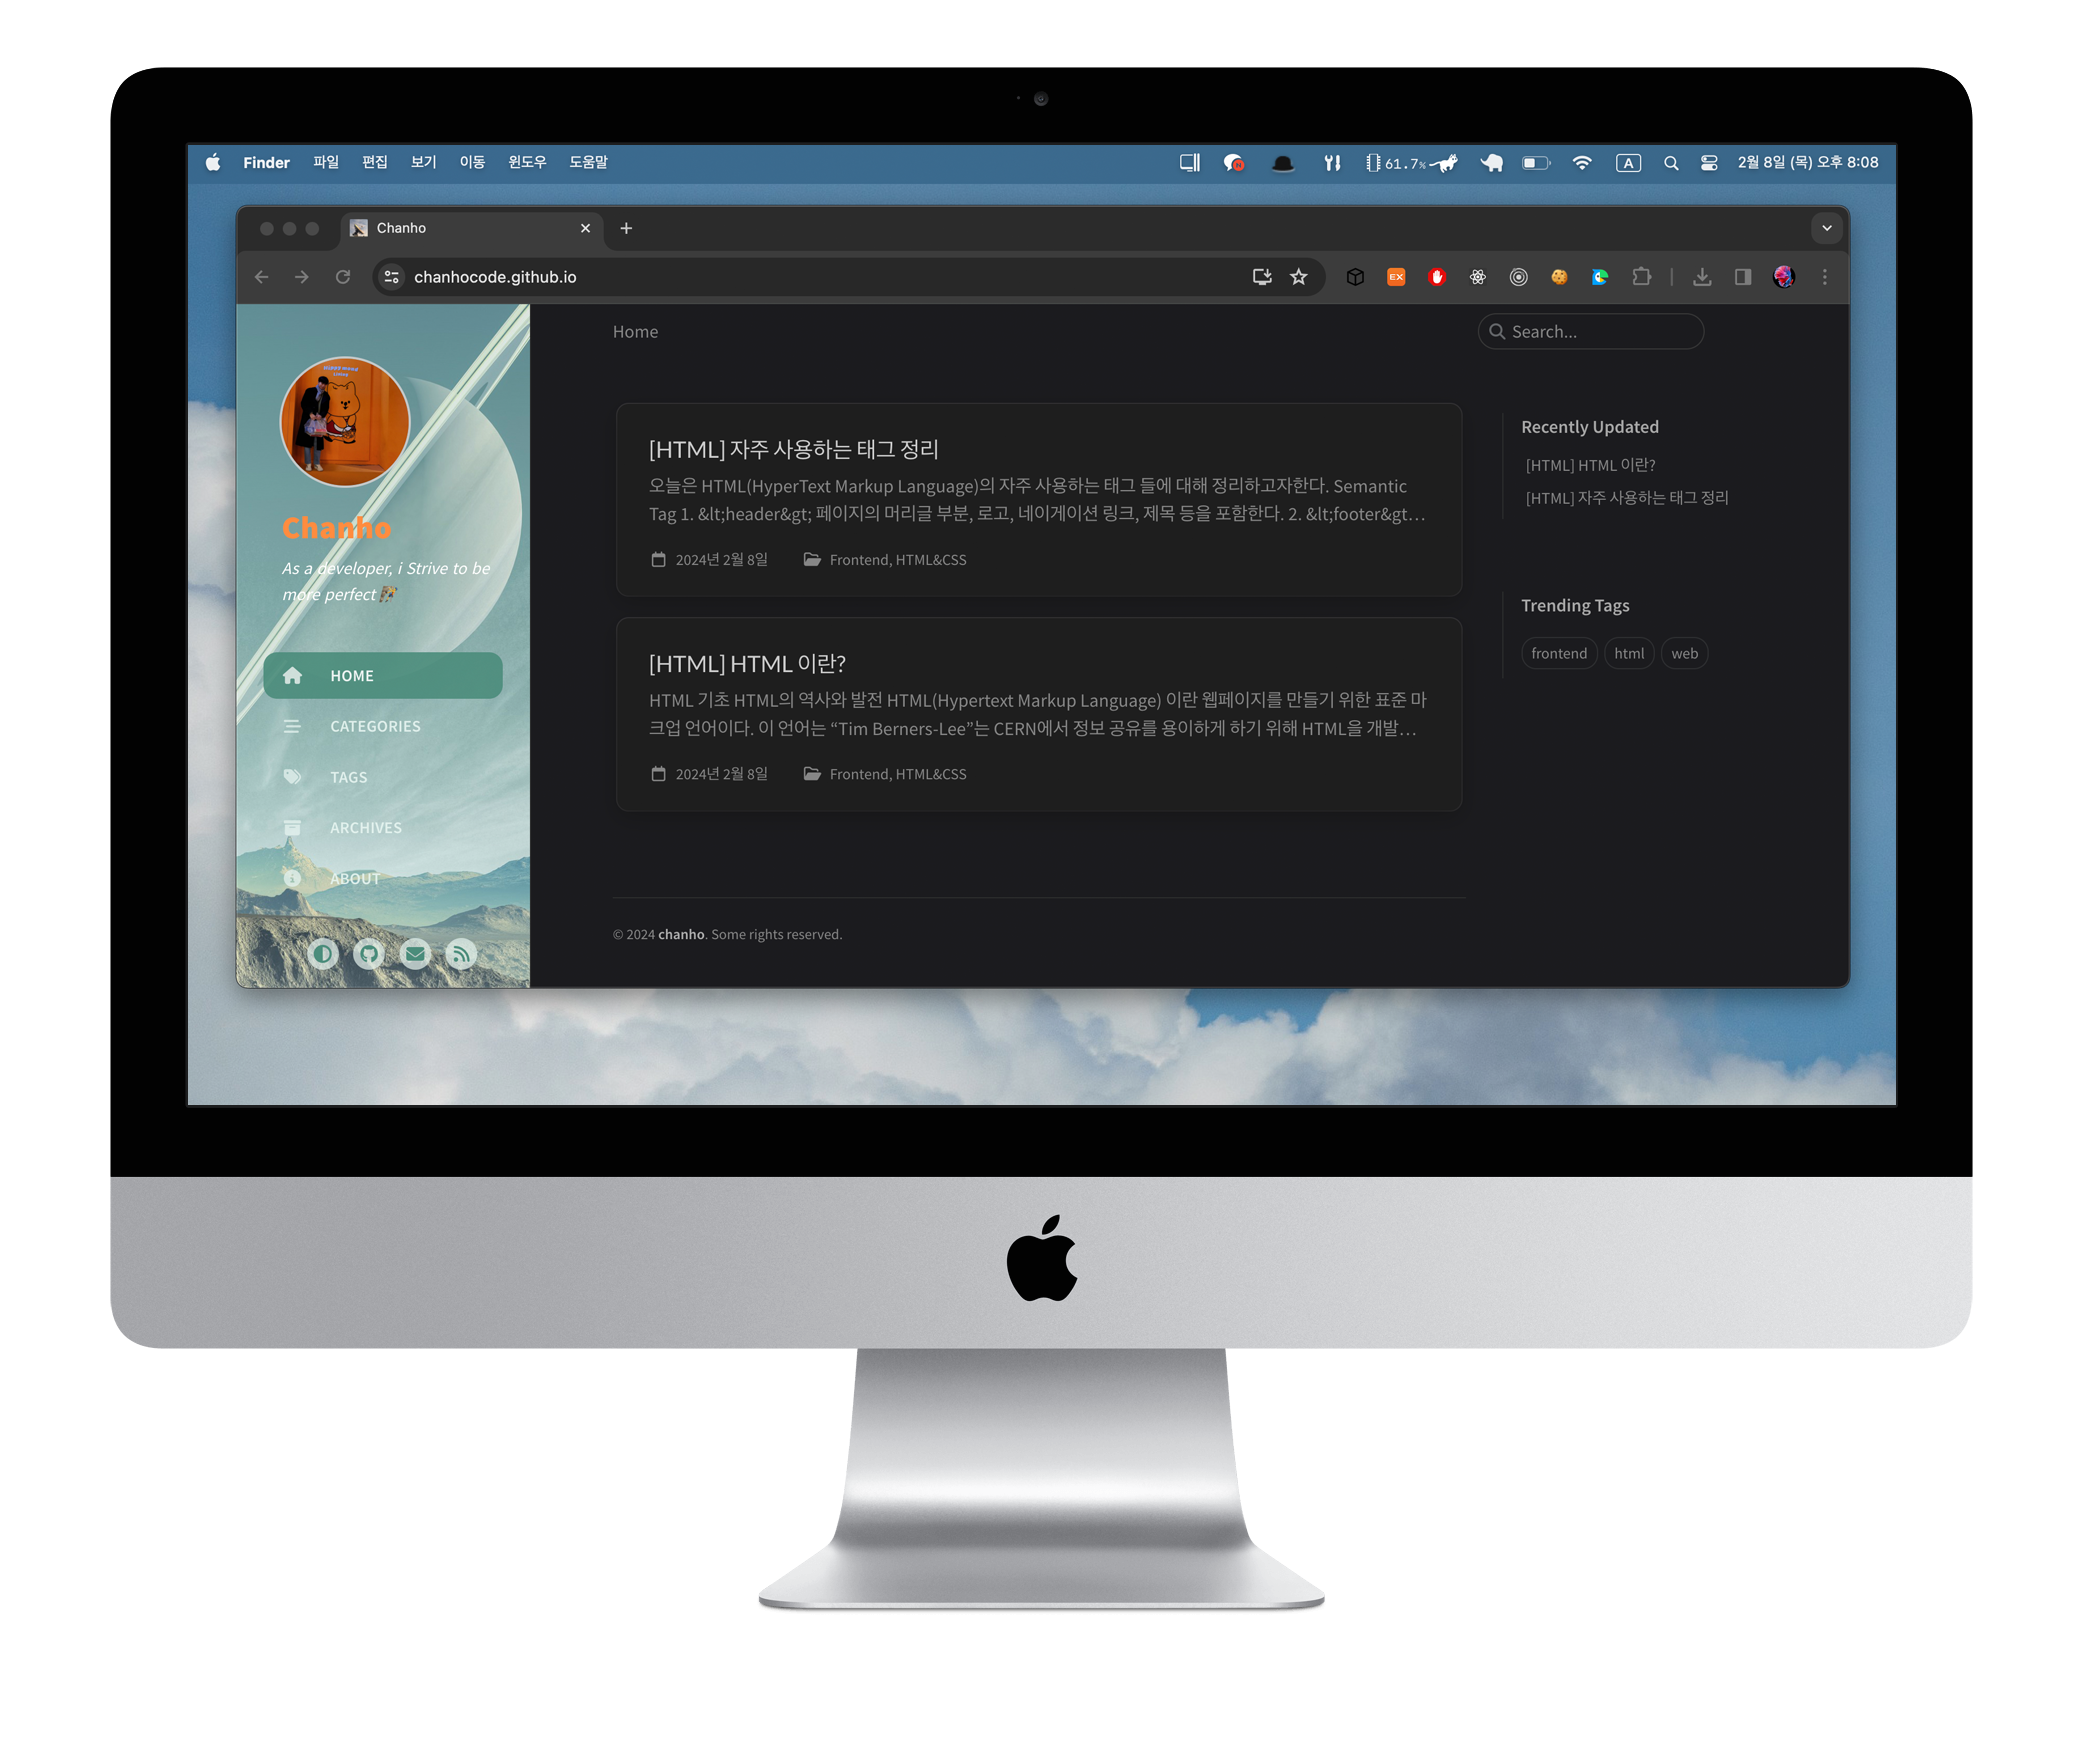 Finder 파일 편집 보기 이동 윈도우 도움말 61.7% A 2월 8일 (목) 오후 8:08
Chanho
chanhocode.github.io
EX
Home
Search...
Chanho
As a developer, i Strive to be
more perfect
HOME
CATEGORIES
TAGS
ARCHIVES
ABOUT
[HTML] 자주 사용하는 태그 정리
오늘은 HTML(HyperText Markup Language)의 자주 사용하는 태그 들에 대해 정리하고자한다. Semantic
Tag 1. &lt;header&gt; 페이지의 머리글 부분, 로고, 네이게이션 링크, 제목 등을 포함한다. 2. &lt;footer&gt...
2024년 2월 8일 Frontend, HTML&CSS
[HTML] HTML 이란?
HTML 기초 HTML의 역사와 발전 HTML(Hypertext Markup Language) 이란 웹페이지를 만들기 위한 표준 마
크업 언어이다. 이 언어는 “Tim Berners-Lee”는 CERN에서 정보 공유를 용이하게 하기 위해 HTML을 개발...
2024년 2월 8일 Frontend, HTML&CSS
© 2024 chanho. Some rights reserved.
Recently Updated
[HTML] HTML 이란?
[HTML] 자주 사용하는 태그 정리
Trending Tags
frontend html web